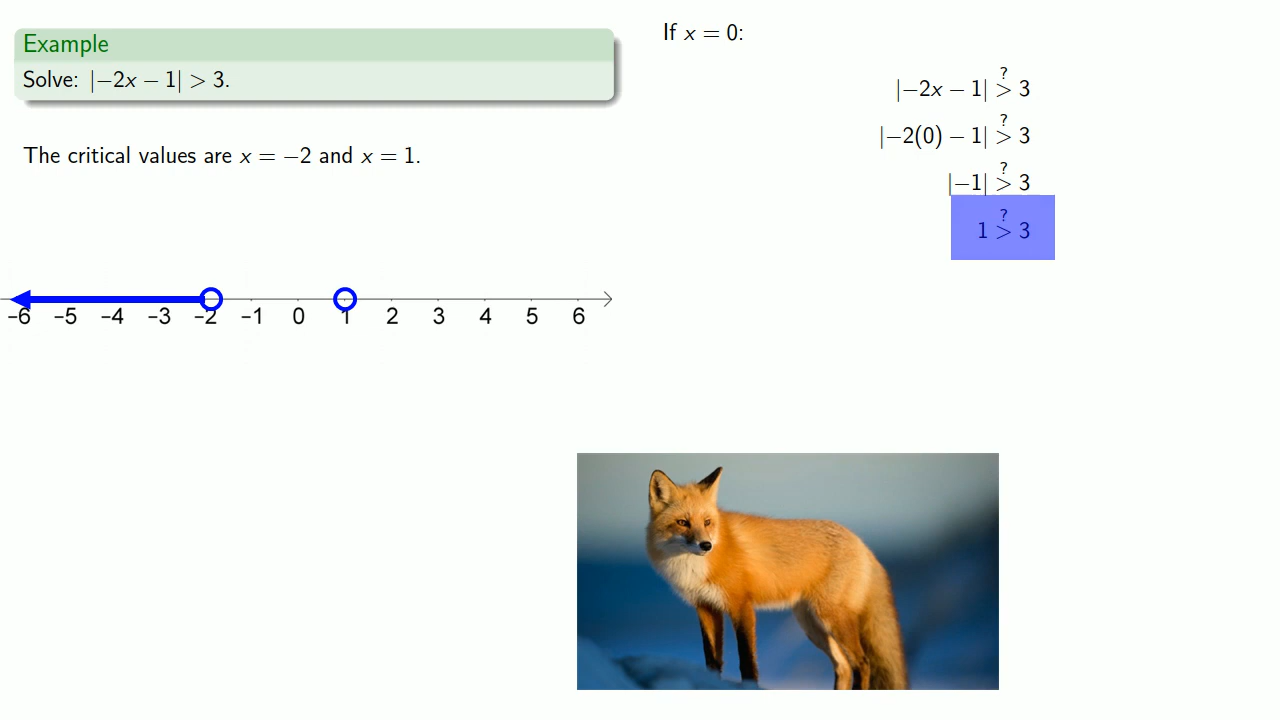 Example
Solve: |−2x − 1| > 3.
The critical values are x = −2 and x = 1.
−6 −5 −4 −3 −2 −1 0 1 2 3 4 5 6
If x = 0:
|−2x − 1| ?> 3
|−2(0) − 1| ?> 3
|−1| ?> 3
1 ?> 3